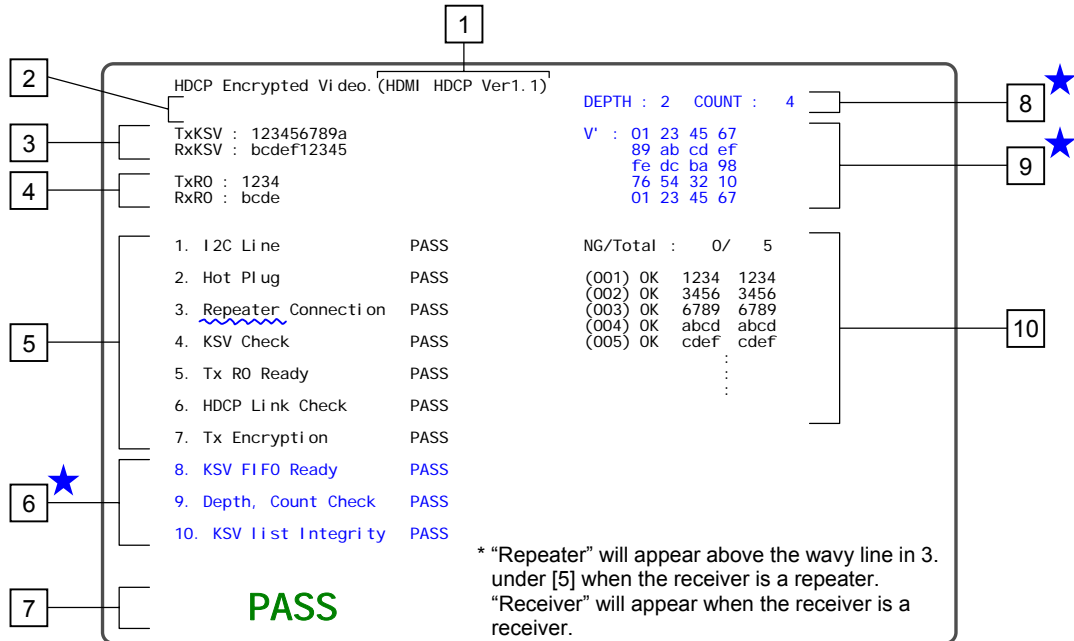 1
2
HDCP Encrypted Video.(HDMI HDCP Ver1.1)
DEPTH : 2 COUNT : 4
8
3
TxKSV : 123456789a
RxKSV : bcdef12345
V' : 01 23 45 67
89 ab cd ef
fe dc ba 98
76 54 32 10
01 23 45 67
9
4
TxR0 : 1234
RxR0 : bcde
5
1. I2C Line PASS
2. Hot Plug PASS
3. Repeater Connection PASS
4. KSV Check PASS
5. Tx R0 Ready PASS
6. HDCP Link Check PASS
7. Tx Encryption PASS
NG/Total : 0/ 5
(001) OK 1234 1234
(002) OK 3456 3456
(003) OK 6789 6789
(004) OK abcd abcd
(005) OK cdef cdef
:
:
:
10
6
8. KSV FIFO Ready PASS
9. Depth, Count Check PASS
10. KSV list Integrity PASS
7
PASS
* “Repeater” will appear above the wavy line in 3.
under [5] when the receiver is a repeater.
“Receiver” will appear when the receiver is a
receiver.